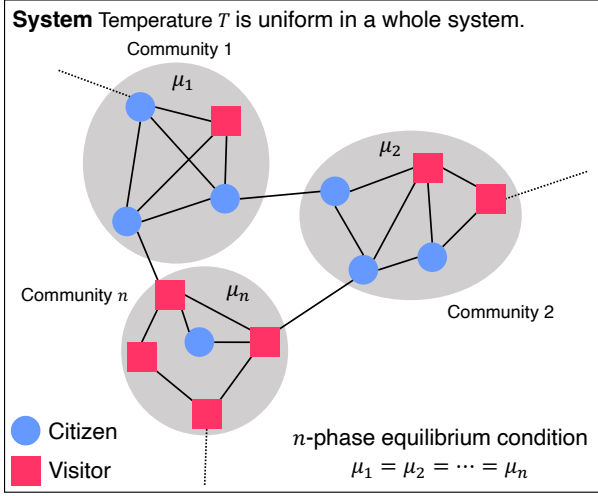 System Temperature T is uniform in a whole system.
Community 1
μ₁
μ₂
Community n
μₙ
Community 2
Citizen
Visitor
n-phase equilibrium condition
μ₁ = μ₂ = ⋯ = μₙ